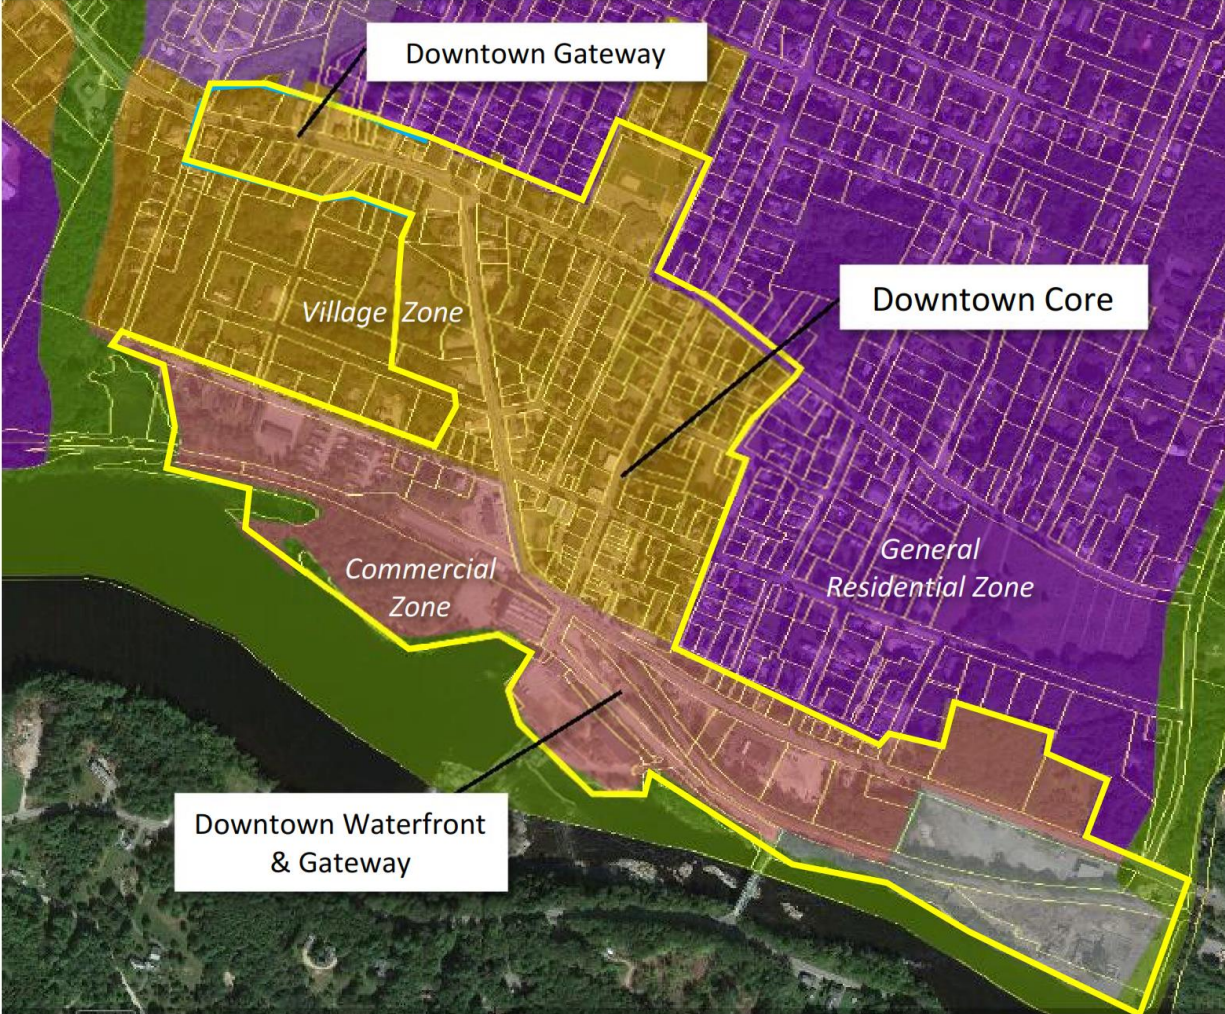 Downtown Gateway
Downtown Core
Village Zone
General
Residential Zone
Commercial
Zone
Downtown Waterfront
& Gateway